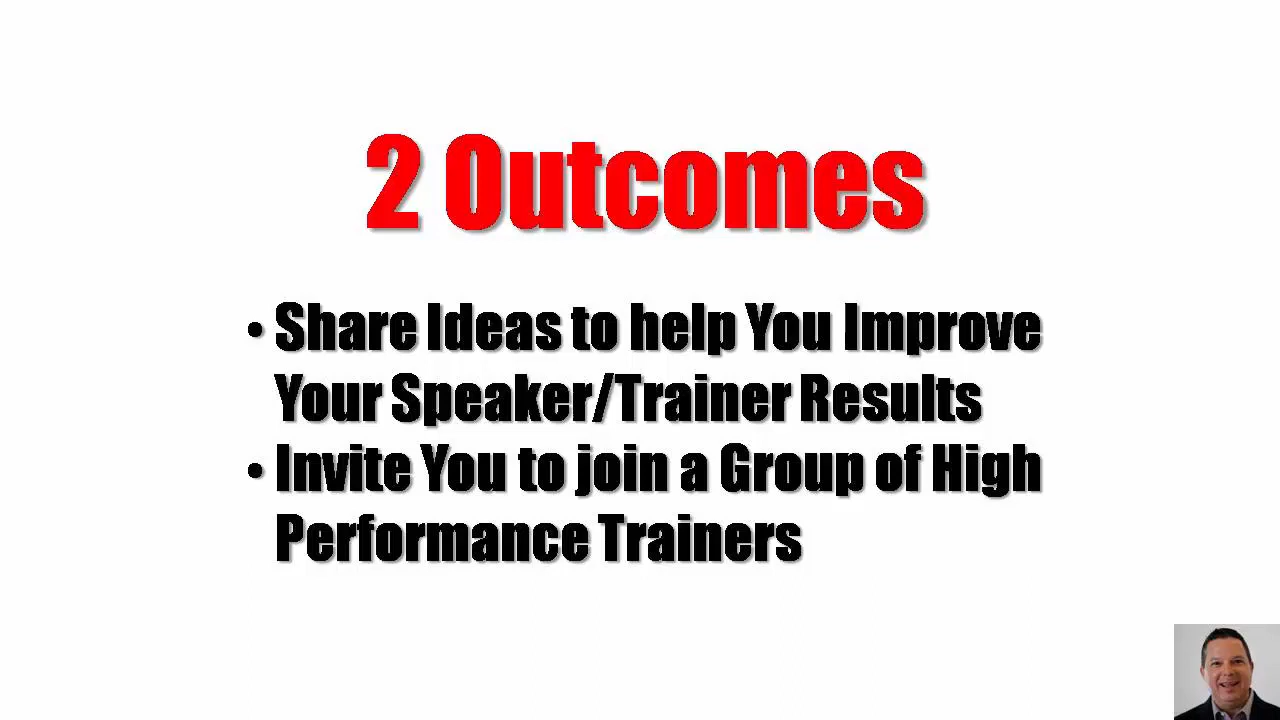 2 Outcomes
• Share Ideas to help You Improve
Your Speaker/Trainer Results
• Invite You to join a Group of High
Performance Trainers